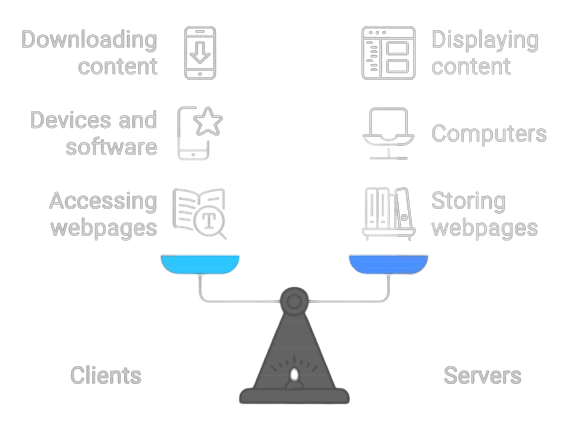 Downloading
content
Displaying
content
Devices and
software
Computers
Accessing
webpages
T
Storing
webpages
Clients
Servers